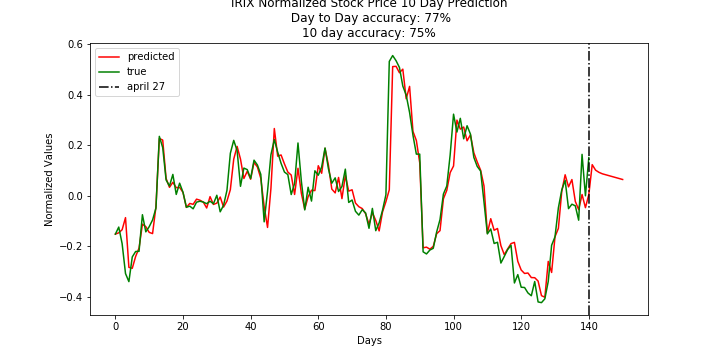 IRIX Normalized Stock Price 10 Day Prediction
Day to Day accuracy: 77%
10 day accuracy: 75%
predicted
true
april 27
Normalized Values
0.6
0.4
0.2
0.0
−0.2
−0.4
0
20
40
60
80
100
120
140
Days